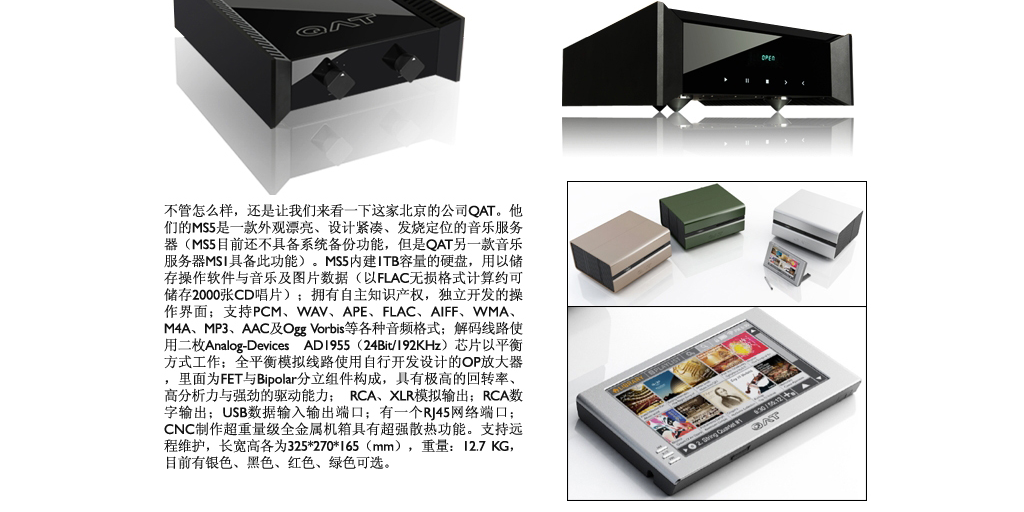 QAT
OPEN
不管怎么样，还是让我们来看一下这家北京的公司QAT。他
们的MS5是一款外观漂亮、设计紧凑、发烧定位的音乐服务
器（MS5目前还不具备系统备份功能，但是QAT另一款音乐
服务器MS1具备此功能）。MS5内建1TB容量的硬盘，用以储
存操作软件与音乐及图片数据（以FLAC无损格式计算约可
储存2000张CD唱片）；拥有自主知识产权，独立开发的操
作界面；支持PCM、WAV、APE、FLAC、AIFF、WMA、
M4A、MP3、AAC及Ogg Vorbis等各种音频格式；解码线路使
用二枚Analog-Devices AD1955（24Bit/192KHz）芯片以平衡
方式工作；全平衡模拟线路使用自行开发设计的OP放大器
，里面为FET与Bipolar分立组件构成，具有极高的回转率、
高分析力与强劲的驱动能力； RCA、XLR模拟输出；RCA数
字输出；USB数据输入输出端口；有一个RJ45网络端口；
CNC制作超重量级全金属机箱具有超强散热功能。支持远
程维护，长宽高各为325*270*165（mm），重量：12.7 KG，
目前有银色、黑色、红色、绿色可选。
2. String Quartet #1
QAT